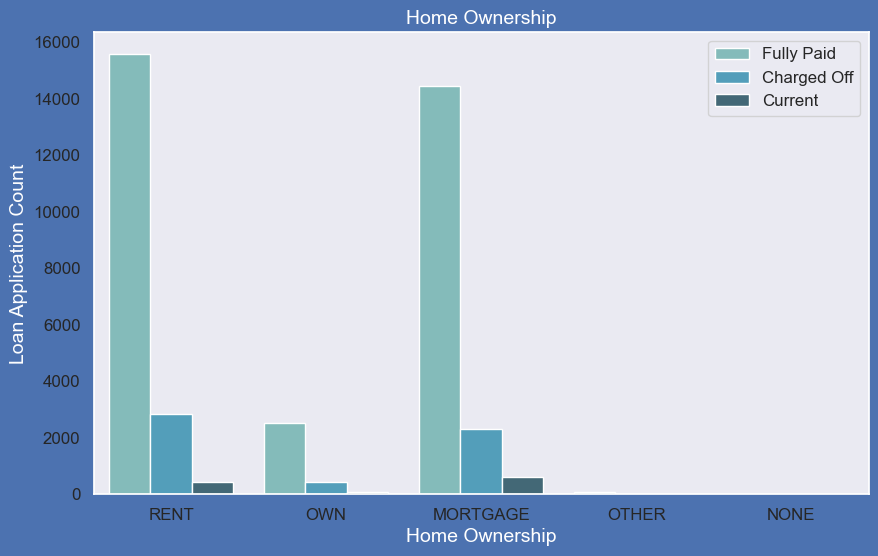 Home Ownership
16000
14000
12000
10000
8000
6000
4000
2000
0
Loan Application Count
Fully Paid
Charged Off
Current
RENT OWN MORTGAGE OTHER NONE
Home Ownership